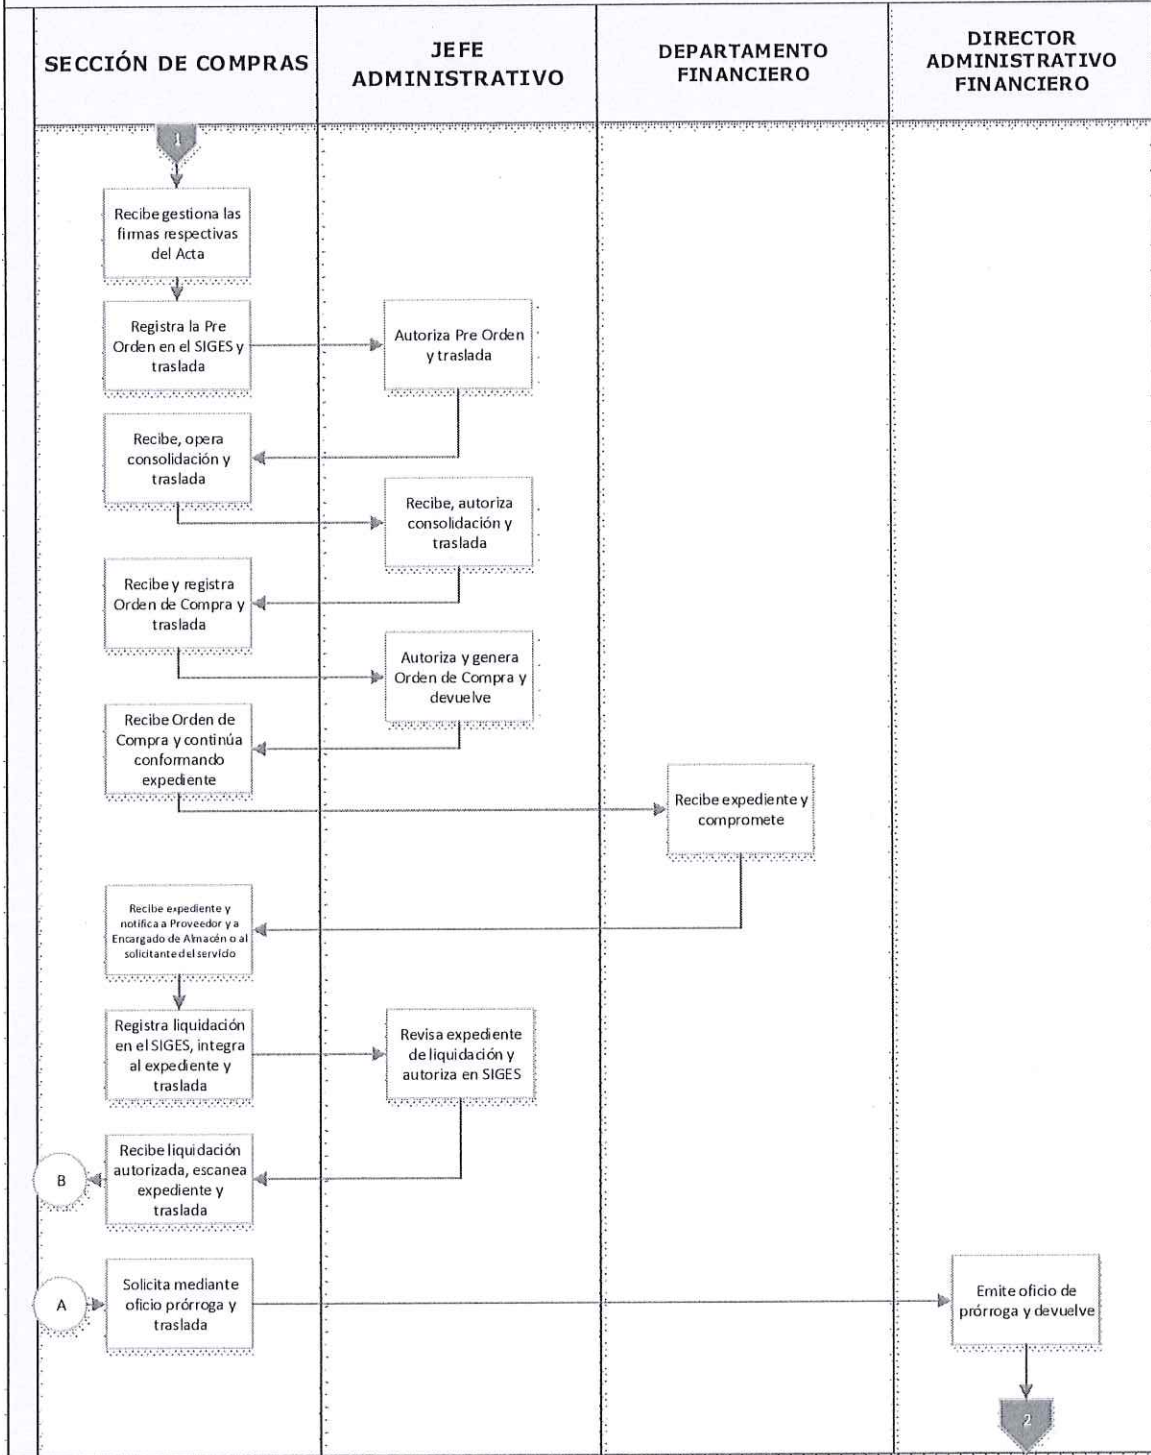 SECCIÓN DE COMPRAS
JEFE
ADMINISTRATIVO
DEPARTAMENTO
FINANCIERO
DIRECTOR
ADMINISTRATIVO
FINANCIERO
1
Recibe gestiona las
firmas respectivas
del Acta
Registra la Pre
Orden en el SIGES y
traslada
Autoriza Pre Orden
y traslada
Recibe, opera
consolidación y
traslada
Recibe, autoriza
consolidación y
traslada
Recibe y registra
Orden de Compra y
traslada
Autoriza y genera
Orden de Compra y
devuelve
Recibe Orden de
Compra y continúa
conformando
expediente
Recibe expediente y
compromete
Recibe expediente y
notifica a Proveedor y a
Encargado de Almacén o al
solicitante del servicio
Registra liquidación
en el SIGES, integra
al expediente y
traslada
Revisa expediente
de liquidación y
autoriza en SIGES
B
Recibe liquidación
autorizada, escanea
expediente y
traslada
A
Solicita mediante
oficio prórroga y
traslada
Emite oficio de
prórroga y devuelve
2